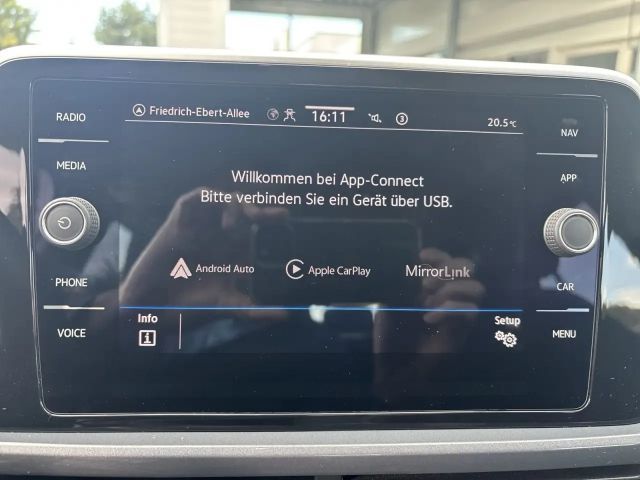 RADIO
MEDIA
PHONE
VOICE
Friedrich-Ebert-Allee 16:11 3 20.5°C
Willkommen bei App-Connect
Bitte verbinden Sie ein Gerät über USB.
Android Auto Apple CarPlay MirrorLink
Info Setup
NAV
APP
CAR
MENU